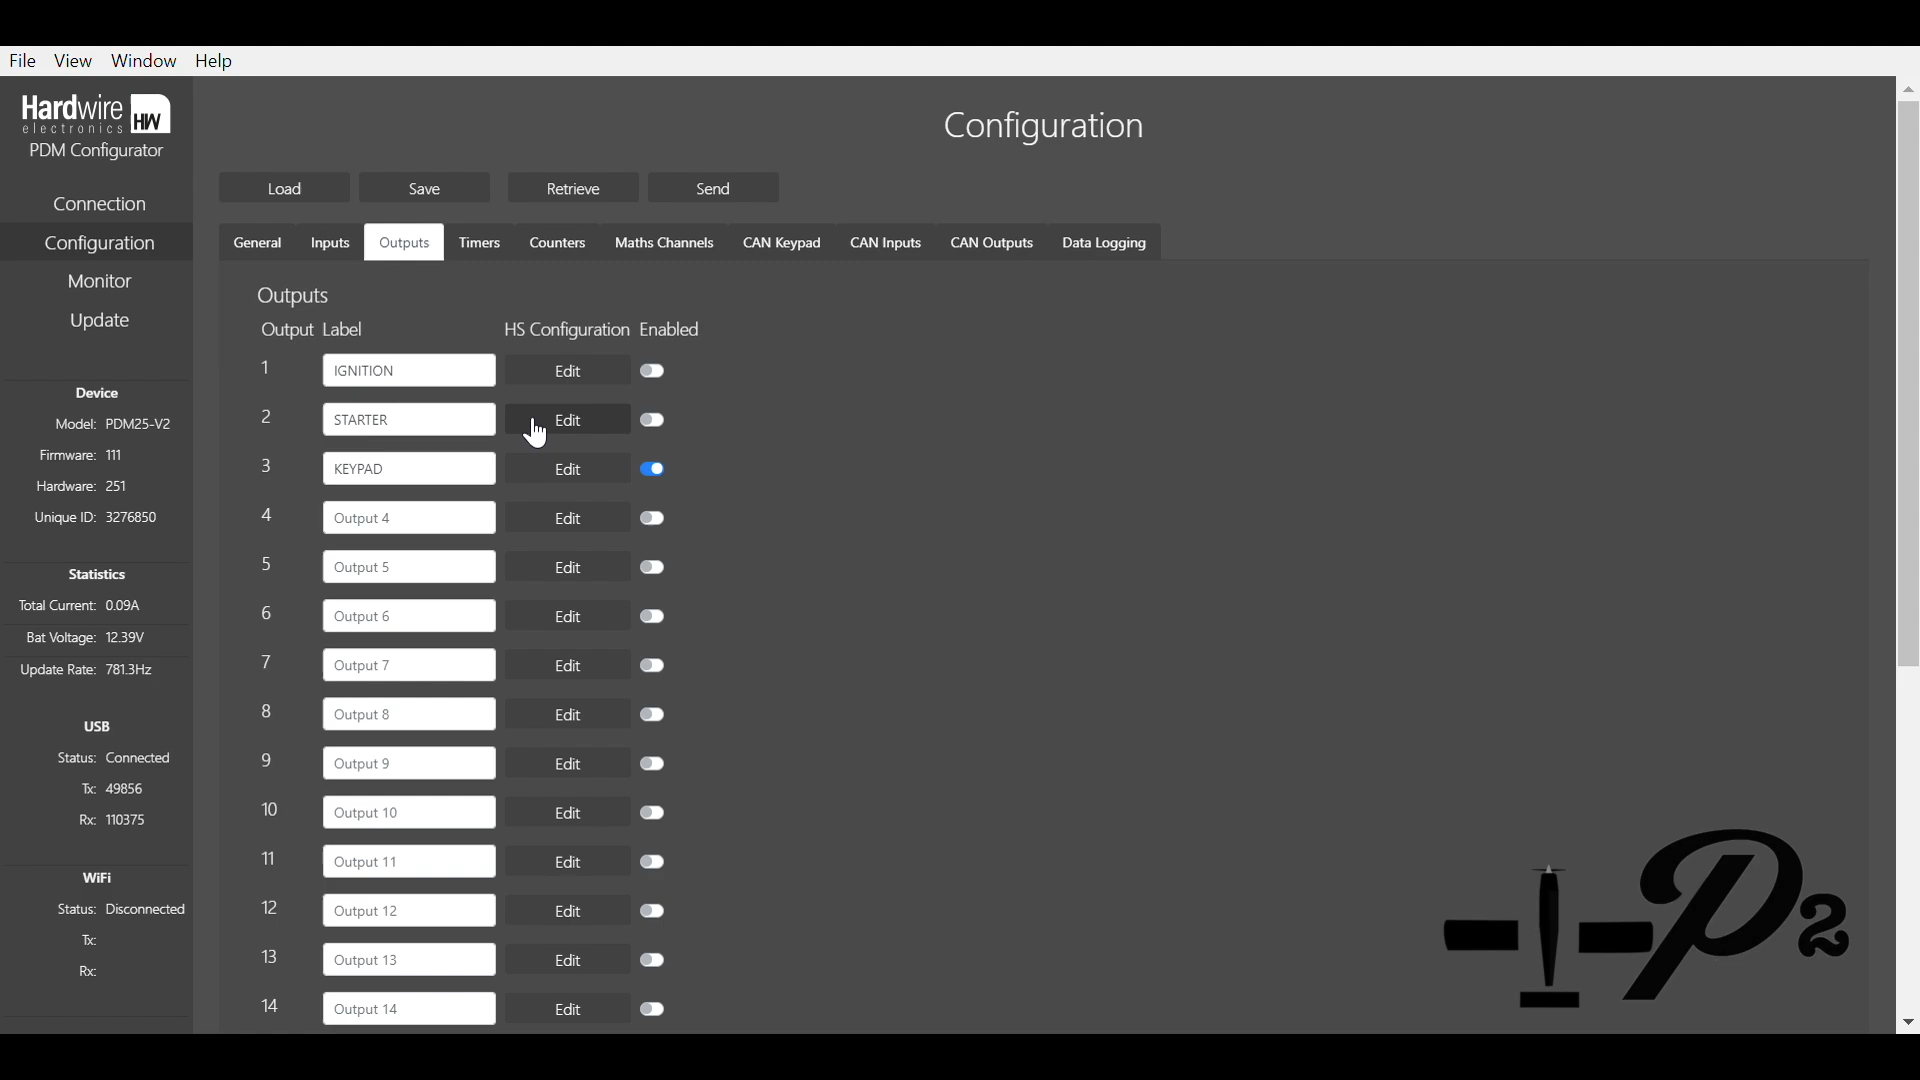 File View Window Help
Hardwire HW
electronics
PDM Configurator
Connection
Configuration
Monitor
Update
Device
Model: PDM25-V2
Firmware: 111
Hardware: 251
Unique ID: 3276850
Statistics
Total Current: 0.09A
Bat Voltage: 12.39V
Update Rate: 781.3Hz
USB
Status: Connected
Tx: 49856
Rx: 110375
WiFi
Status: Disconnected
Tx:
Rx:
Configuration
Load Save Retrieve Send
General Inputs Outputs Timers Counters Maths Channels CAN Keypad CAN Inputs CAN Outputs Data Logging
Outputs
Output Label HS Configuration Enabled
1 IGNITION Edit
2 STARTER Edit
3 KEYPAD Edit
4 Output 4 Edit
5 Output 5 Edit
6 Output 6 Edit
7 Output 7 Edit
8 Output 8 Edit
9 Output 9 Edit
10 Output 10 Edit
11 Output 11 Edit
12 Output 12 Edit
13 Output 13 Edit
14 Output 14 Edit
P2